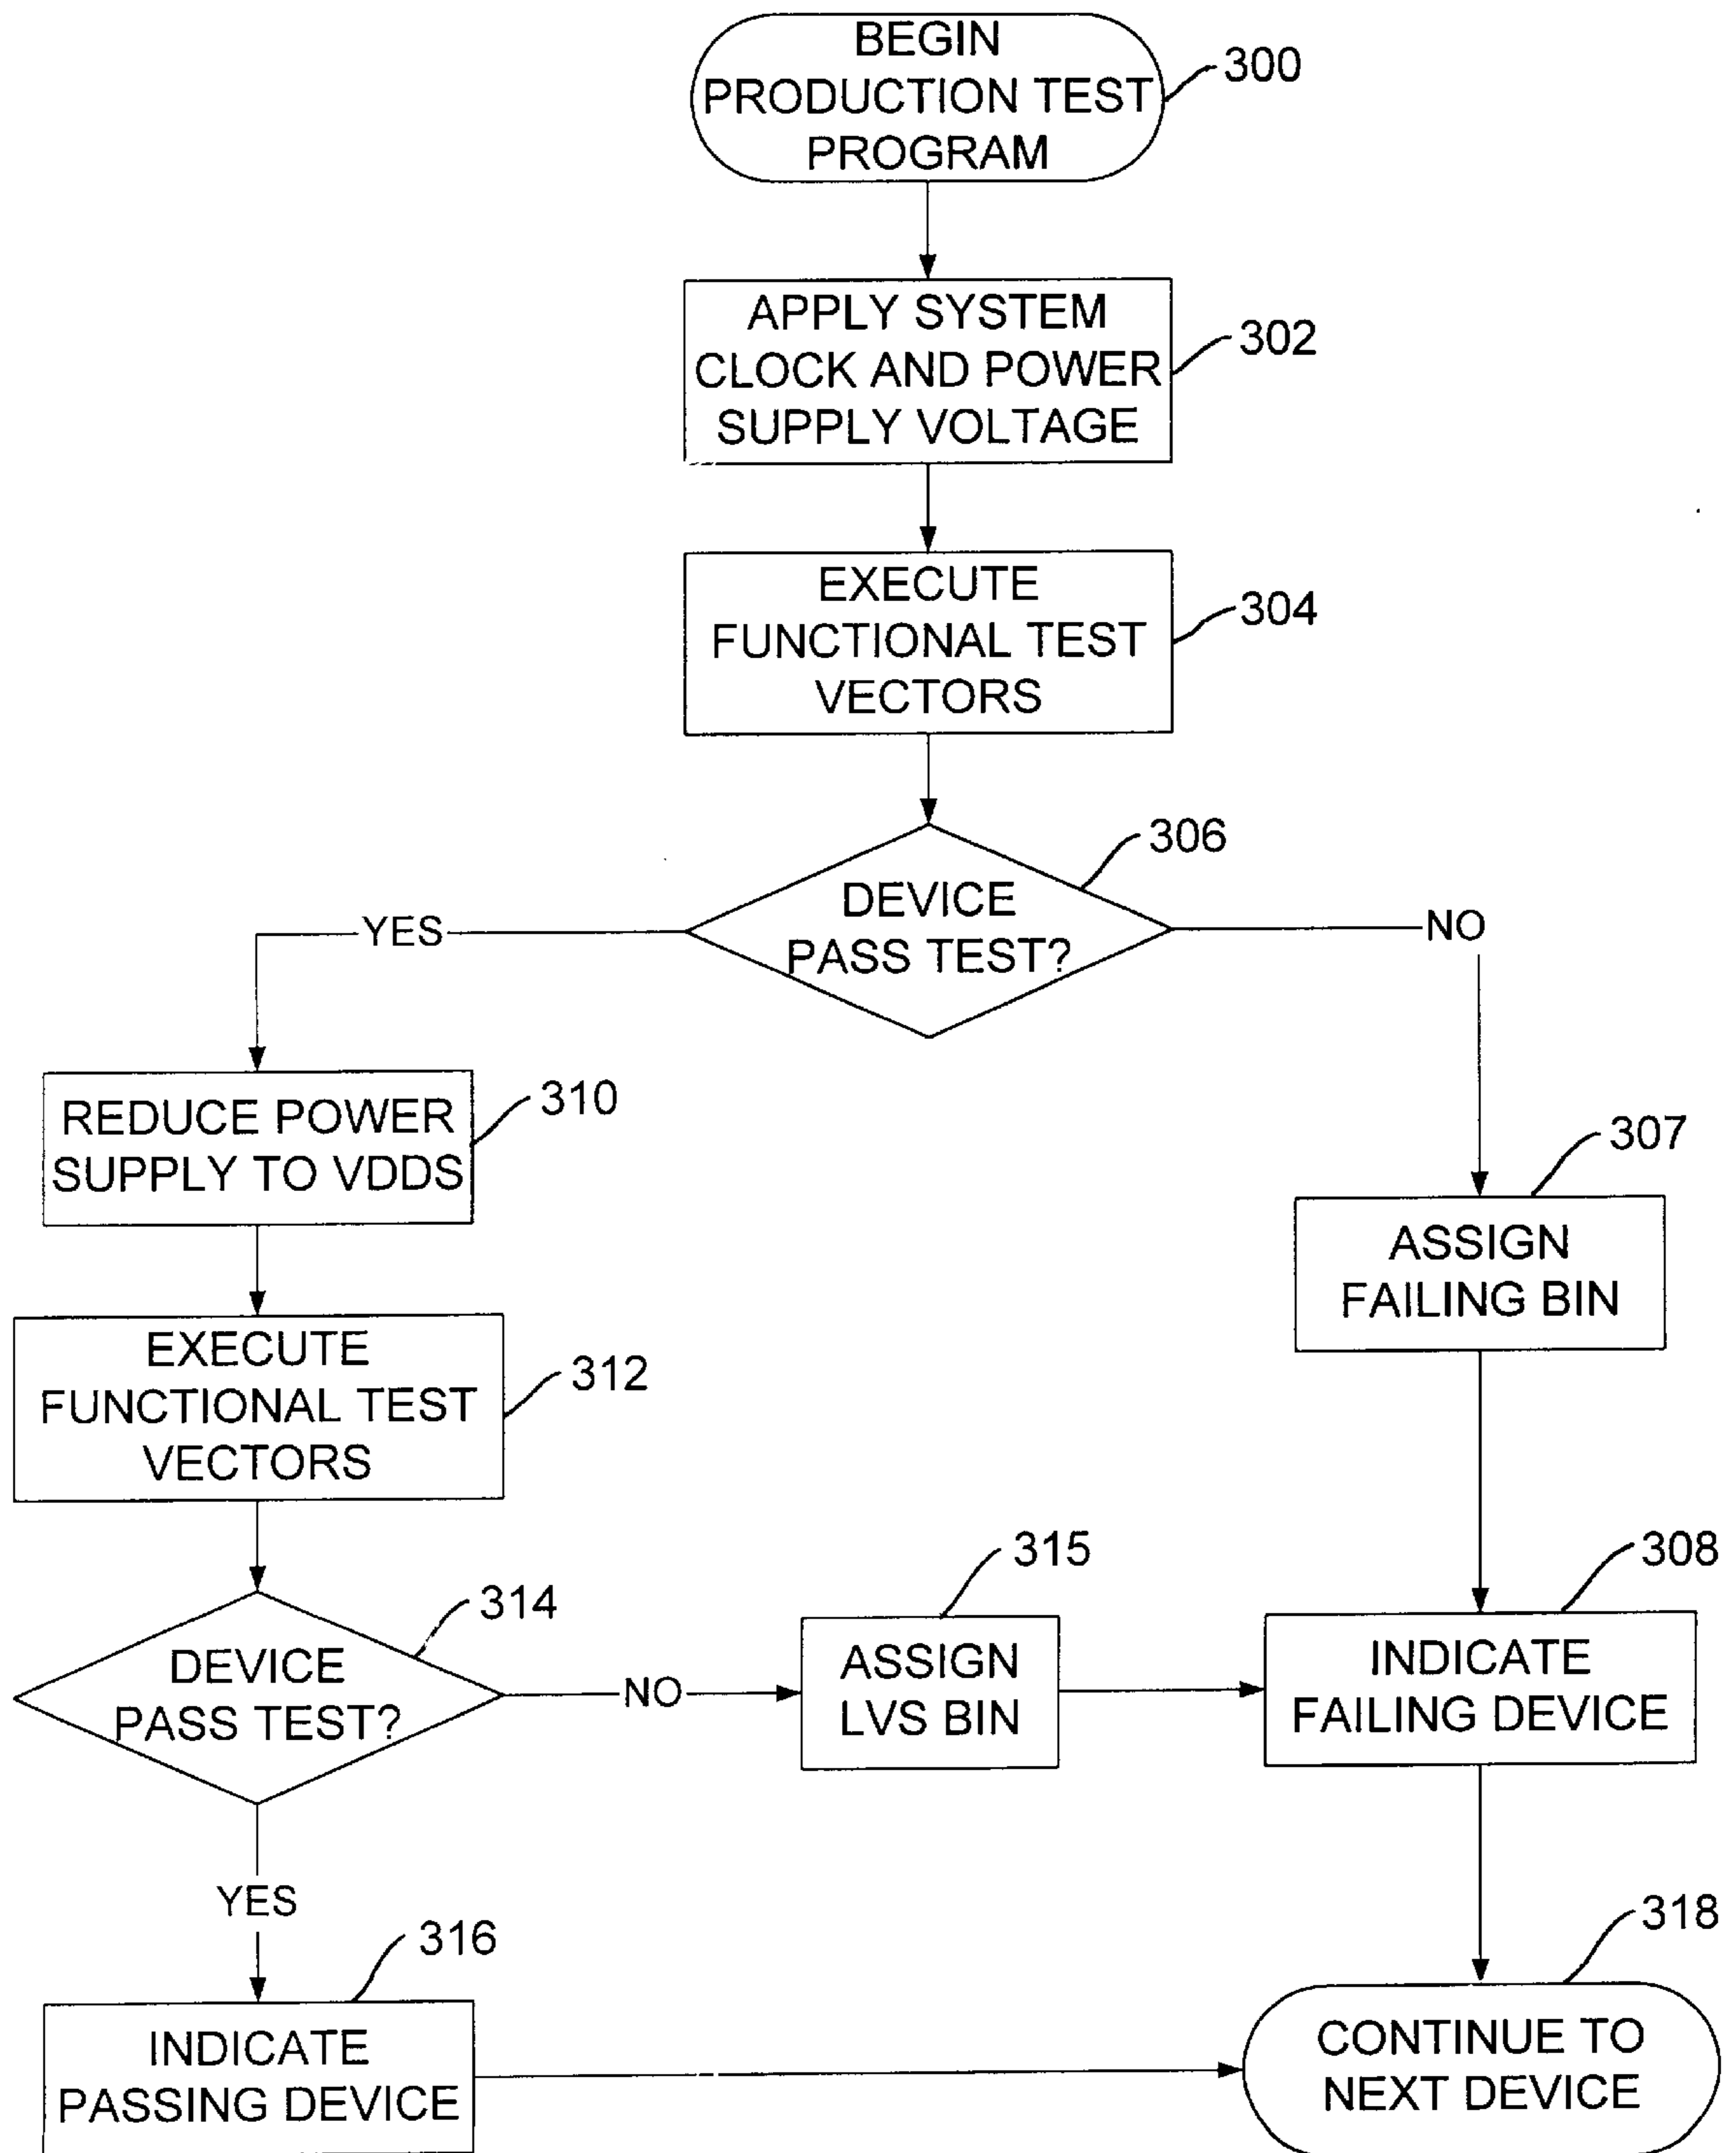 BEGIN
PRODUCTION TEST
PROGRAM
300
APPLY SYSTEM
CLOCK AND POWER
SUPPLY VOLTAGE
302
EXECUTE
FUNCTIONAL TEST
VECTORS
304
306
DEVICE
PASS TEST?
YES
NO
REDUCE POWER
SUPPLY TO VDDS
310
307
ASSIGN
FAILING BIN
EXECUTE
FUNCTIONAL TEST
VECTORS
312
314
DEVICE
PASS TEST?
NO
315
ASSIGN
LVS BIN
308
INDICATE
FAILING DEVICE
YES
316
INDICATE
PASSING DEVICE
318
CONTINUE TO
NEXT DEVICE